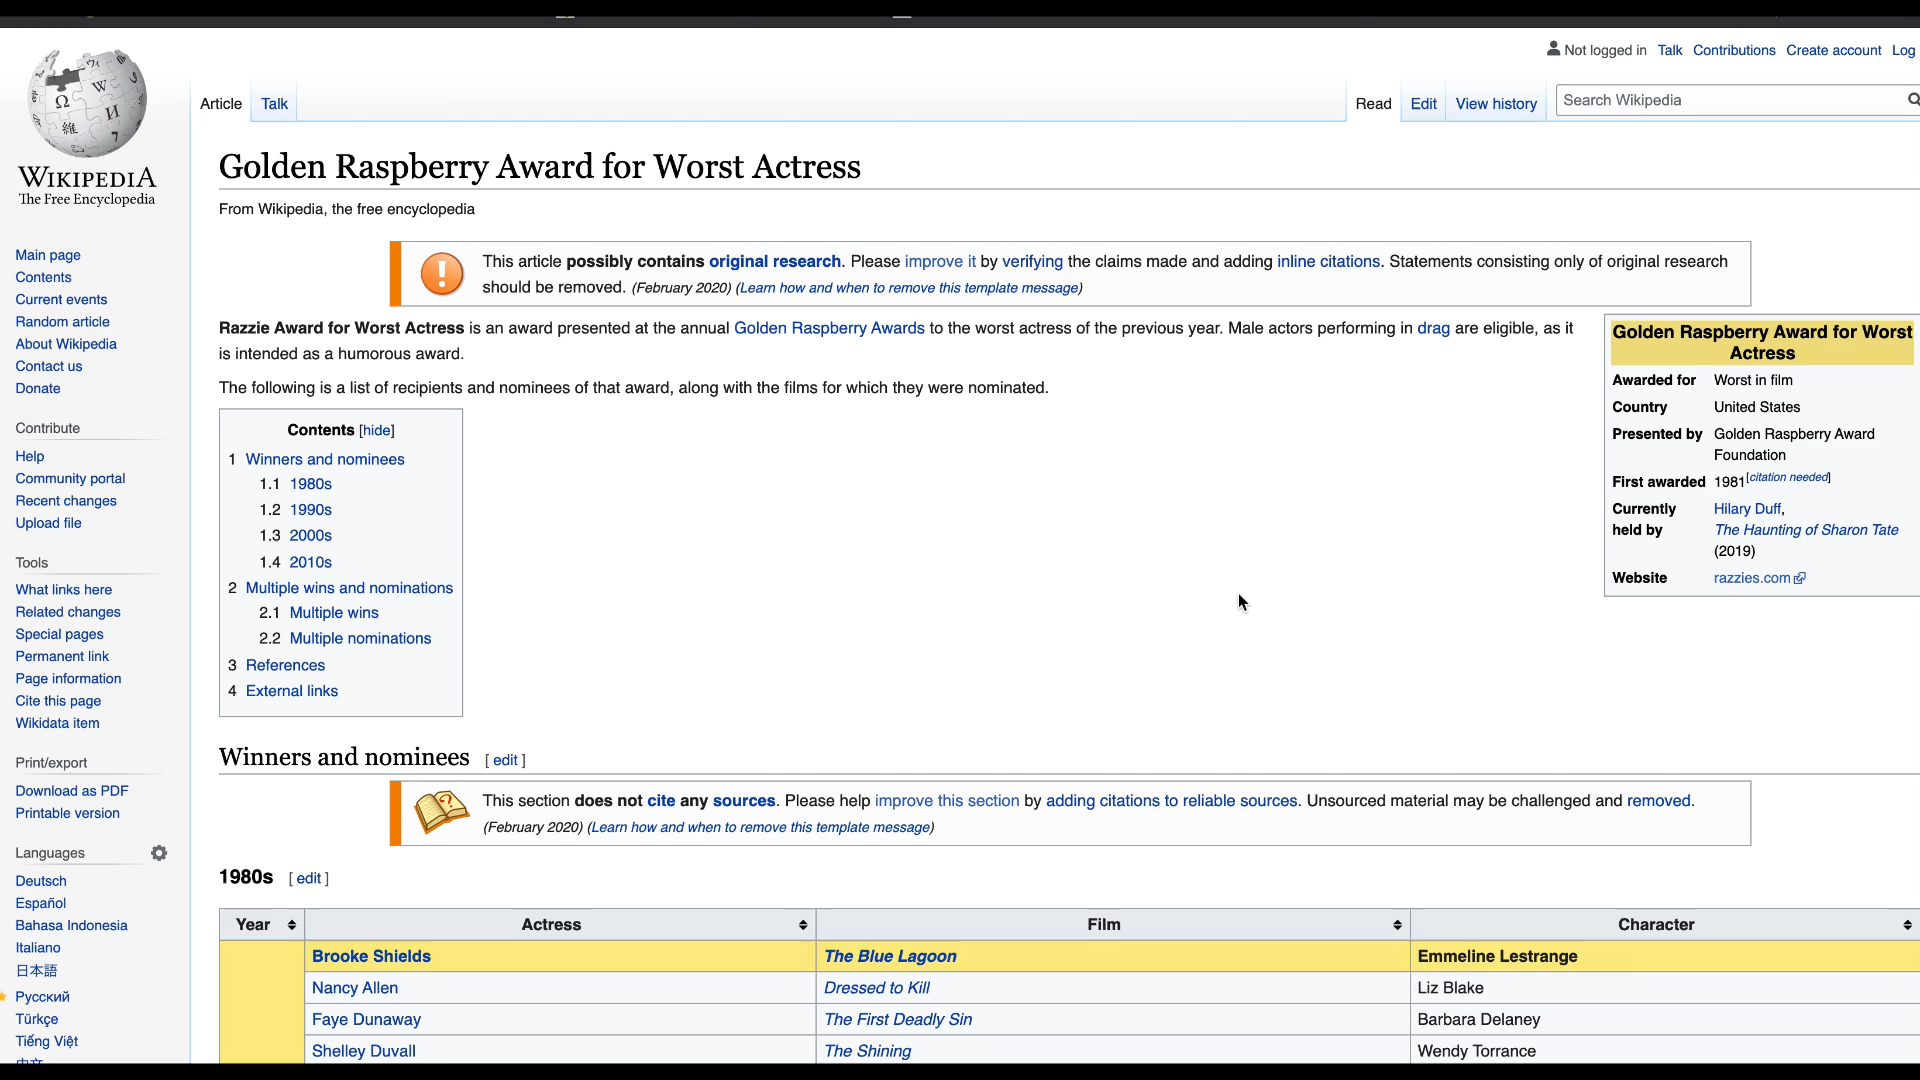 Not logged in Talk Contributions Create account Log
Article Talk Read Edit View history Search Wikipedia
WIKIPEDIA
The Free Encyclopedia
Main page
Contents
Current events
Random article
About Wikipedia
Contact us
Donate
Contribute
Help
Community portal
Recent changes
Upload file
Tools
What links here
Related changes
Special pages
Permanent link
Page information
Cite this page
Wikidata item
Print/export
Download as PDF
Printable version
Languages
Deutsch
Español
Bahasa Indonesia
Italiano
日本語
Русский
Türkçe
Tiếng Việt
Golden Raspberry Award for Worst Actress
From Wikipedia, the free encyclopedia
This article possibly contains original research. Please improve it by verifying the claims made and adding inline citations. Statements consisting only of original research
should be removed. (February 2020) (Learn how and when to remove this template message)
Razzie Award for Worst Actress is an award presented at the annual Golden Raspberry Awards to the worst actress of the previous year. Male actors performing in drag are eligible, as it
is intended as a humorous award.
The following is a list of recipients and nominees of that award, along with the films for which they were nominated.
Golden Raspberry Award for Worst
Actress
Awarded for Worst in film
Country United States
Presented by Golden Raspberry Award
Foundation
First awarded 1981[citation needed]
Currently Hilary Duff,
held by The Haunting of Sharon Tate
(2019)
Website razzies.com
Contents [hide]
1 Winners and nominees
1.1 1980s
1.2 1990s
1.3 2000s
1.4 2010s
2 Multiple wins and nominations
2.1 Multiple wins
2.2 Multiple nominations
3 References
4 External links
Winners and nominees [ edit ]
This section does not cite any sources. Please help improve this section by adding citations to reliable sources. Unsourced material may be challenged and removed.
(February 2020) (Learn how and when to remove this template message)
1980s [ edit ]
Year Actress Film Character
Brooke Shields The Blue Lagoon Emmeline Lestrange
Nancy Allen Dressed to Kill Liz Blake
Faye Dunaway The First Deadly Sin Barbara Delaney
Shelley Duvall The Shining Wendy Torrance